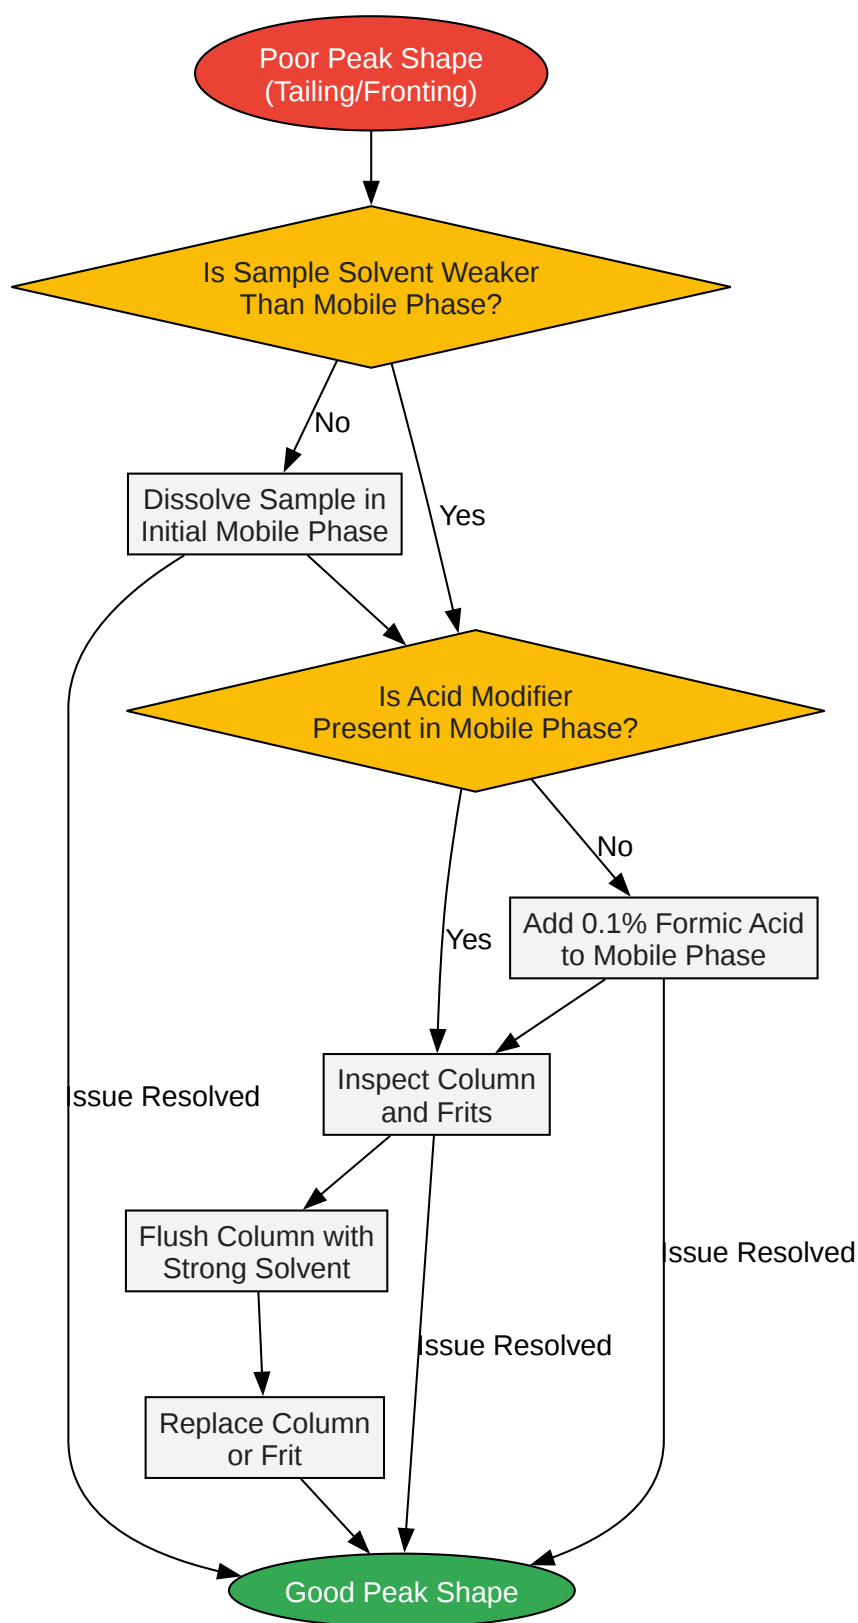 Poor Peak Shape
(Tailing/Fronting)
Is Sample Solvent Weaker
Than Mobile Phase?
No
Dissolve Sample in
Initial Mobile Phase
Yes
Is Acid Modifier
Present in Mobile Phase?
No
Add 0.1% Formic Acid
to Mobile Phase
Yes
Inspect Column
and Frits
Issue Resolved
Flush Column with
Strong Solvent
Issue Resolved
Issue Resolved
Replace Column
or Frit
Good Peak Shape